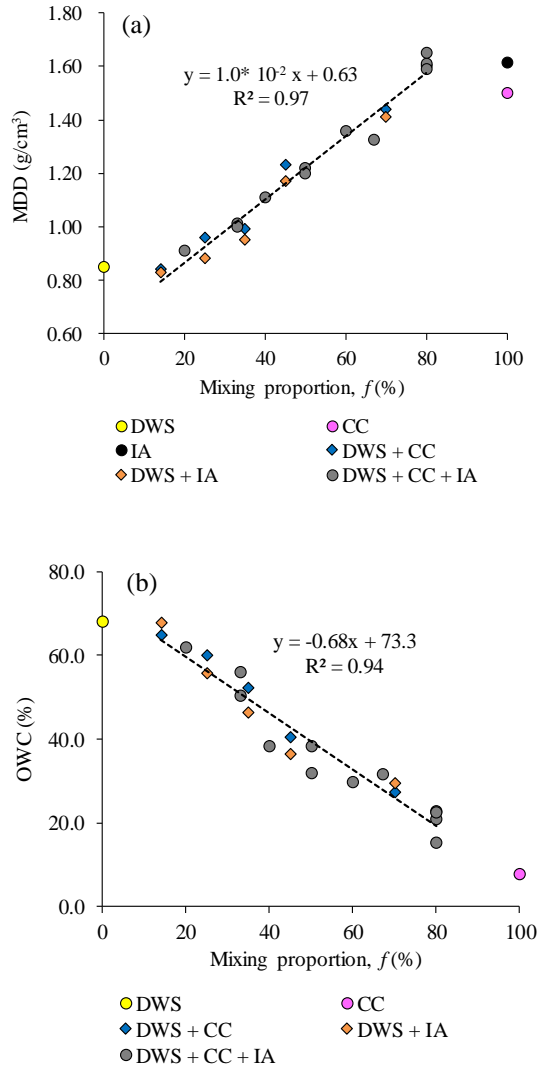 (a)
1.80
1.60
1.40
1.20
1.00
0.80
0.60
MDD (g/cm³)
y = 1.0* 10⁻² x + 0.63
R² = 0.97
0 20 40 60 80 100
Mixing proportion, f (%)
DWS CC
IA DWS + CC
DWS + IA DWS + CC + IA
(b)
80.0
60.0
40.0
20.0
0.0
OWC (%)
y = -0.68x + 73.3
R² = 0.94
0 20 40 60 80 100
Mixing proportion, f (%)
DWS CC
DWS + CC DWS + IA
DWS + CC + IA